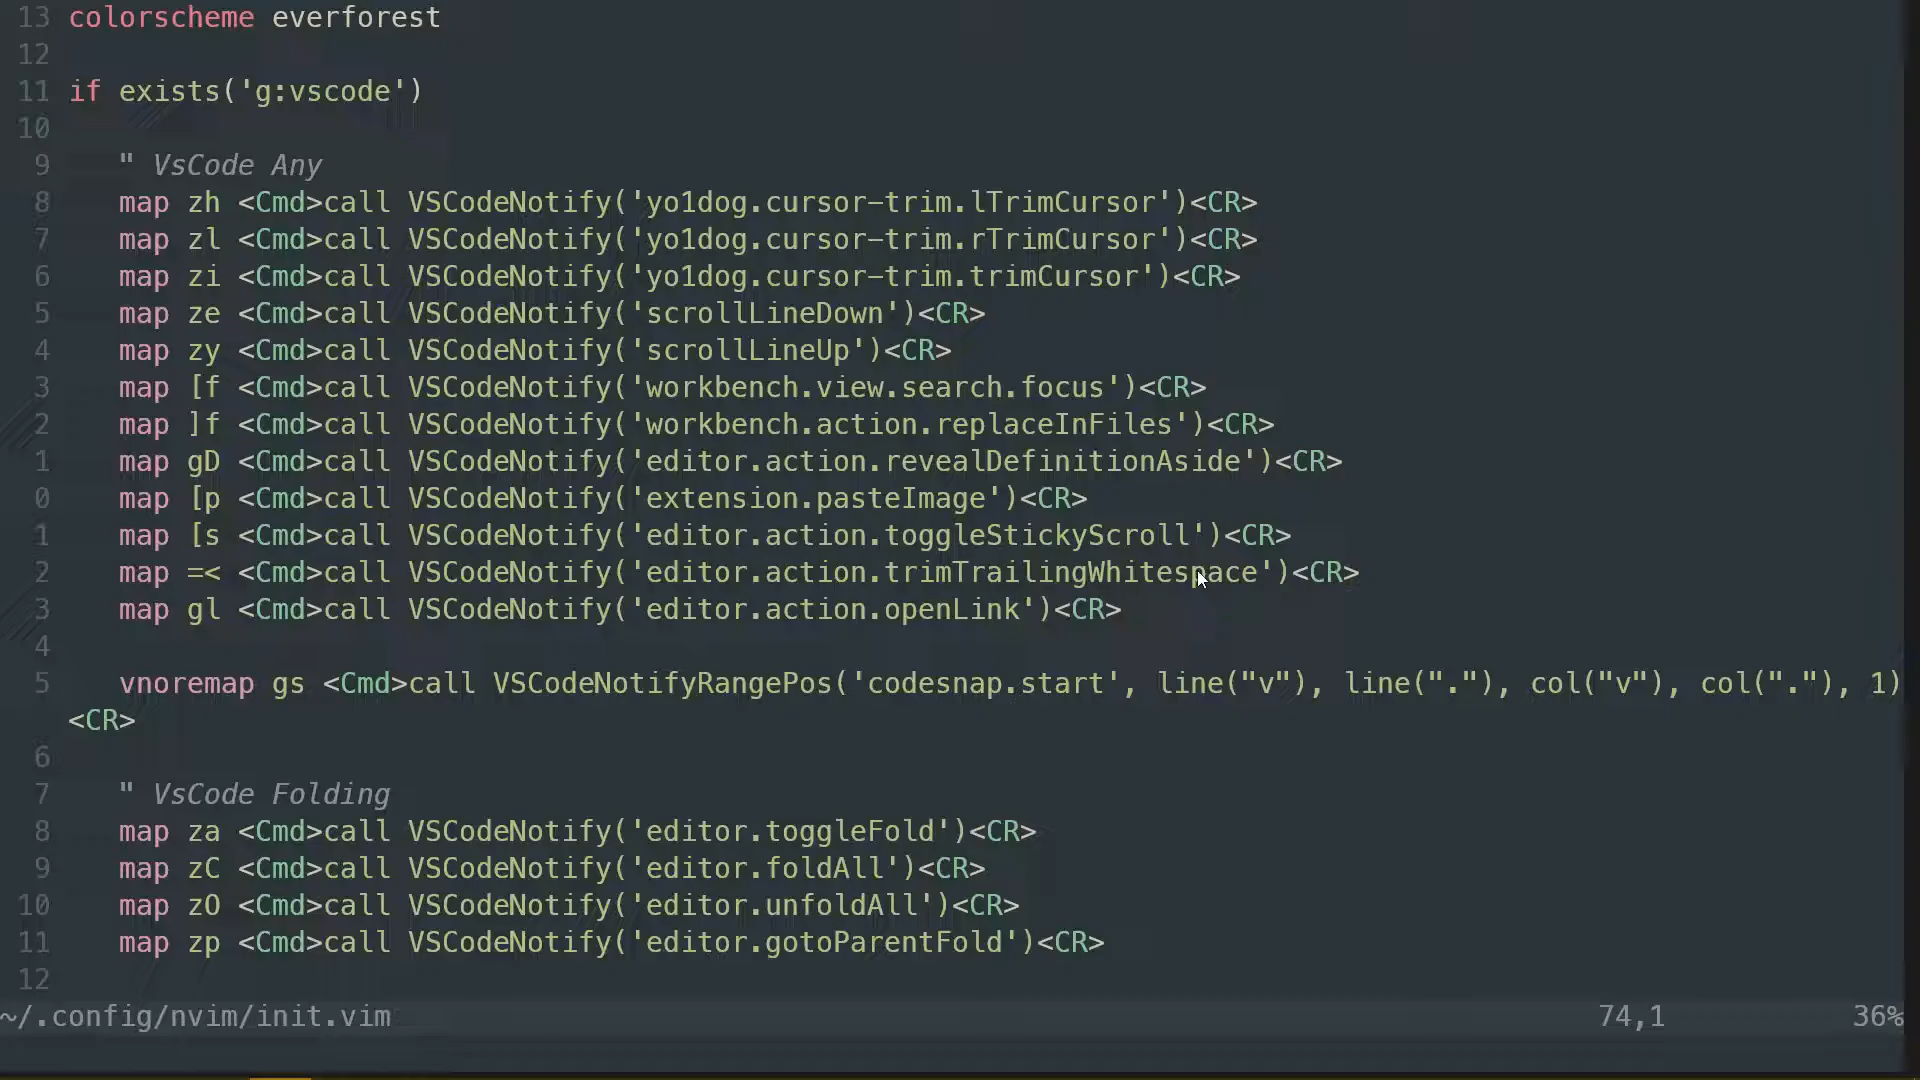 13 colorscheme everforest
12
11 if exists('g:vscode')
10
9 " VsCode Any
8 map zh <Cmd>call VSCodeNotify('yo1dog.cursor-trim.lTrimCursor')<CR>
7 map zl <Cmd>call VSCodeNotify('yo1dog.cursor-trim.rTrimCursor')<CR>
6 map zi <Cmd>call VSCodeNotify('yo1dog.cursor-trim.trimCursor')<CR>
5 map ze <Cmd>call VSCodeNotify('scrollLineDown')<CR>
4 map zy <Cmd>call VSCodeNotify('scrollLineUp')<CR>
3 map [f <Cmd>call VSCodeNotify('workbench.view.search.focus')<CR>
2 map ]f <Cmd>call VSCodeNotify('workbench.action.replaceInFiles')<CR>
1 map gD <Cmd>call VSCodeNotify('editor.action.revealDefinitionAside')<CR>
0 map [p <Cmd>call VSCodeNotify('extension.pasteImage')<CR>
1 map [s <Cmd>call VSCodeNotify('editor.action.toggleStickyScroll')<CR>
2 map =< <Cmd>call VSCodeNotify('editor.action.trimTrailingWhitespace')<CR>
3 map gl <Cmd>call VSCodeNotify('editor.action.openLink')<CR>
4
5 vnoremap gs <Cmd>call VSCodeNotifyRangePos('codesnap.start', line("v"), line("."), col("v"), col("."), 1)
<CR>
6
7 " VsCode Folding
8 map za <Cmd>call VSCodeNotify('editor.toggleFold')<CR>
9 map zC <Cmd>call VSCodeNotify('editor.foldAll')<CR>
10 map zO <Cmd>call VSCodeNotify('editor.unfoldAll')<CR>
11 map zp <Cmd>call VSCodeNotify('editor.gotoParentFold')<CR>
12
~/.config/nvim/init.vim 74,1 36%